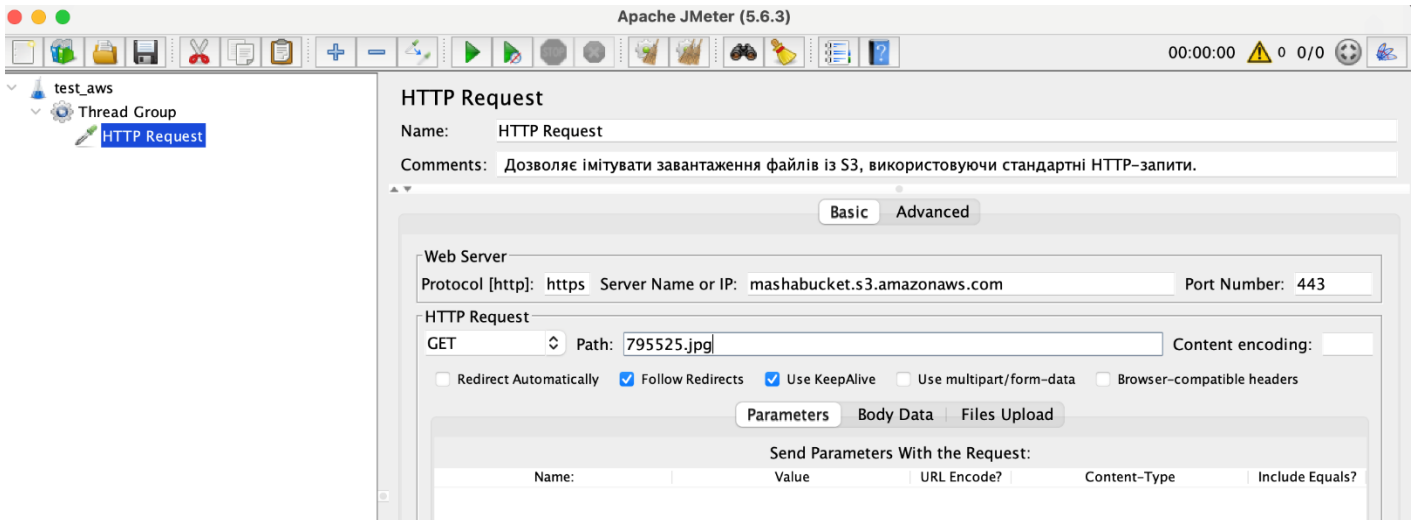 Apache JMeter (5.6.3)
STOP
00:00:00 0 0/0
test_aws
Thread Group
HTTP Request
HTTP Request
Name: HTTP Request
Comments: Дозволяє імітувати завантаження файлів із S3, використовуючи стандартні HTTP-запити.
Basic Advanced
Web Server
Protocol [http]: https Server Name or IP: mashabucket.s3.amazonaws.com Port Number: 443
HTTP Request
GET Path: 795525.jpg Content encoding:
Redirect Automatically Follow Redirects Use KeepAlive Use multipart/form-data Browser-compatible headers
Parameters Body Data Files Upload
Send Parameters With the Request:
Name: Value URL Encode? Content-Type Include Equals?